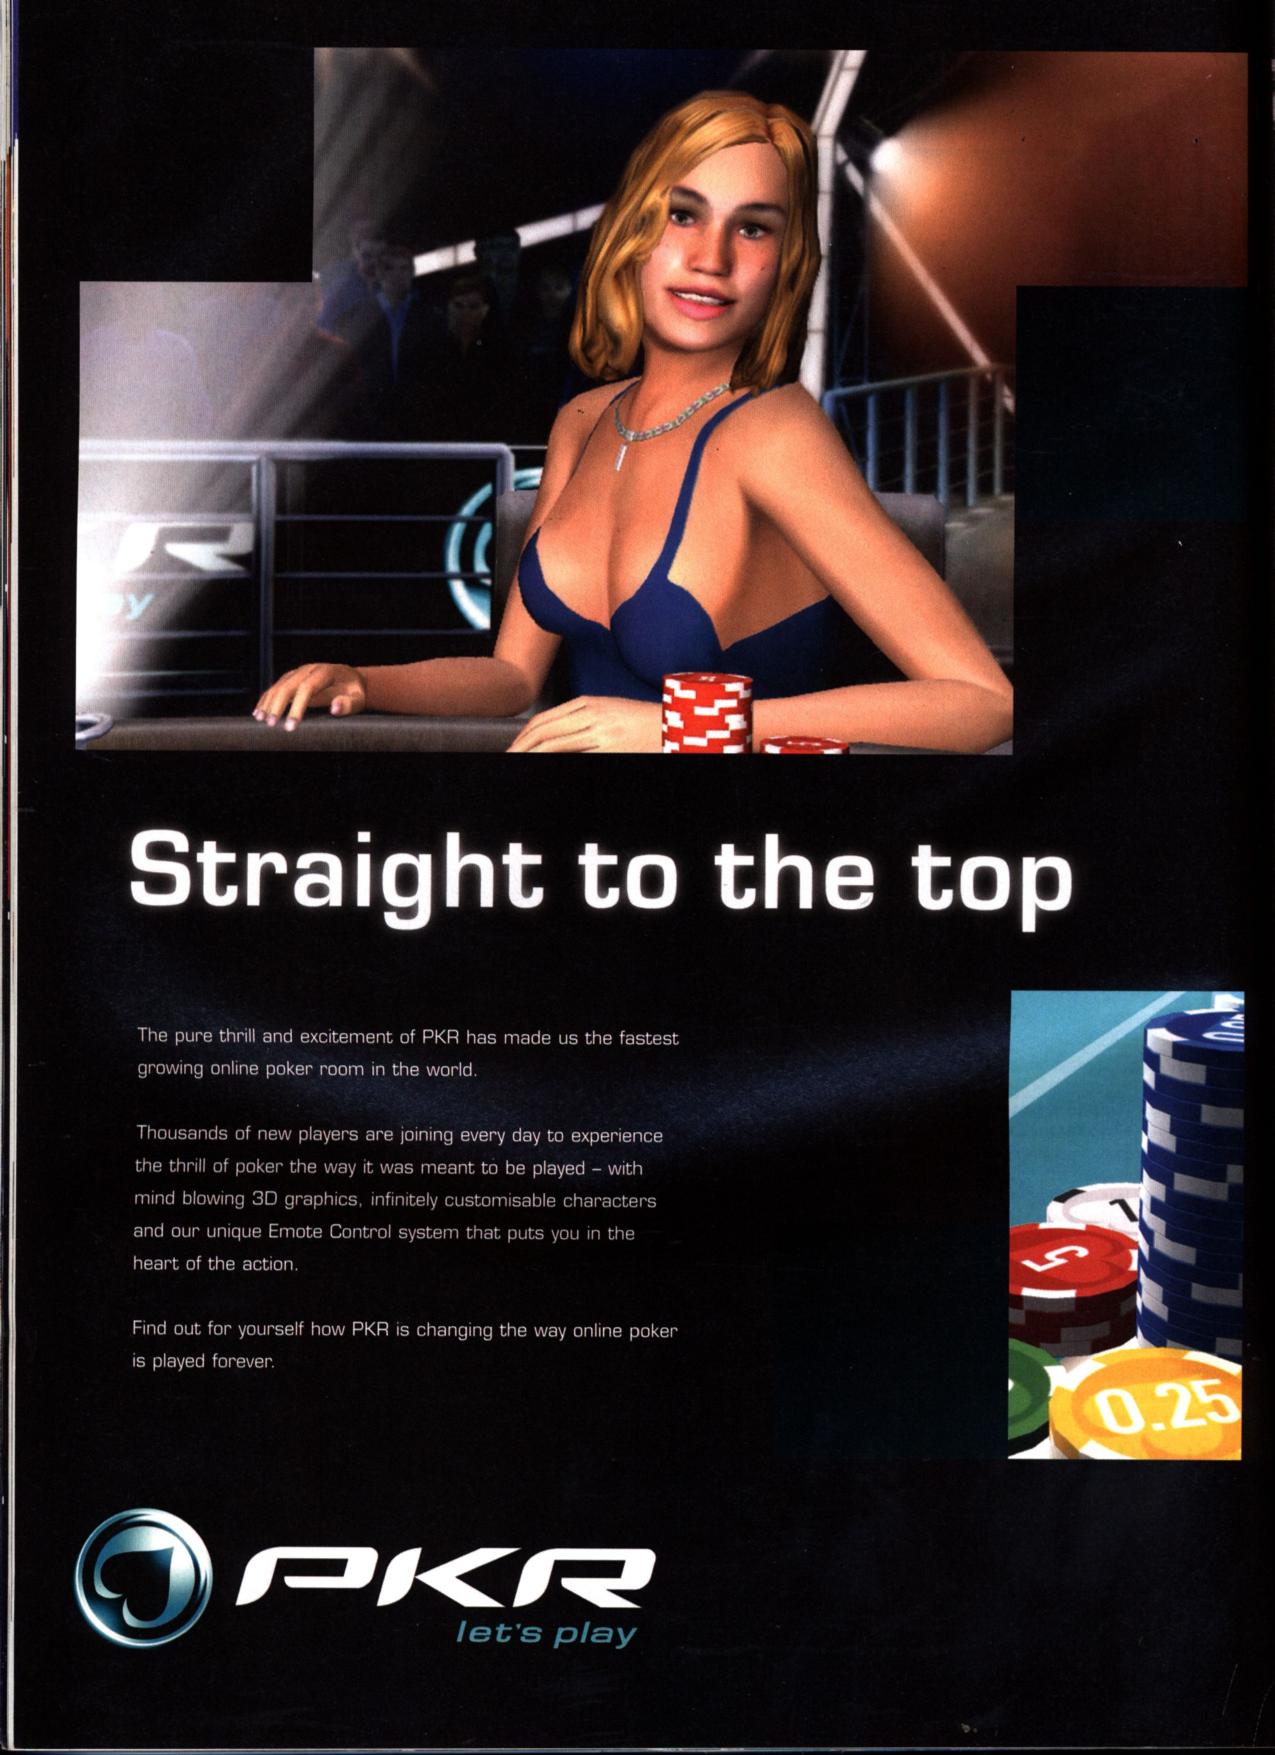 R
ay
Straight to the top
The pure thrill and excitement of PKR has made us the fastest
growing online poker room in the world.
Thousands of new players are joining every day to experience
the thrill of poker the way it was meant to be played – with
mind blowing 3D graphics, infinitely customisable characters
and our unique Emote Control system that puts you in the
heart of the action.
Find out for yourself how PKR is changing the way online poker
is played forever.
5
0.25
PKR
let's play